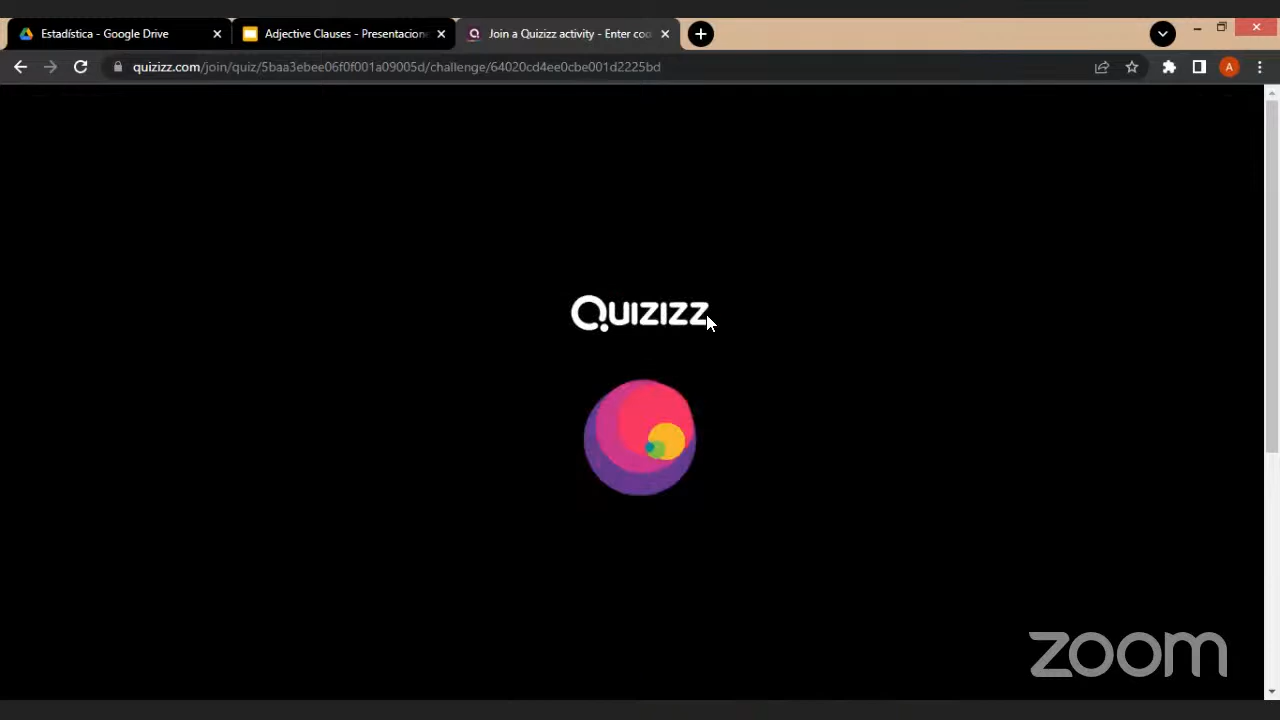 Estadística - Google Drive
Adjective Clauses - Presentacion
Join a Quizizz activity - Enter co
quizizz.com/join/quiz/5baa3ebee06f0f001a09005d/challenge/64020cd4ee0cbe001d2225bd
A
Quizizz
zoom